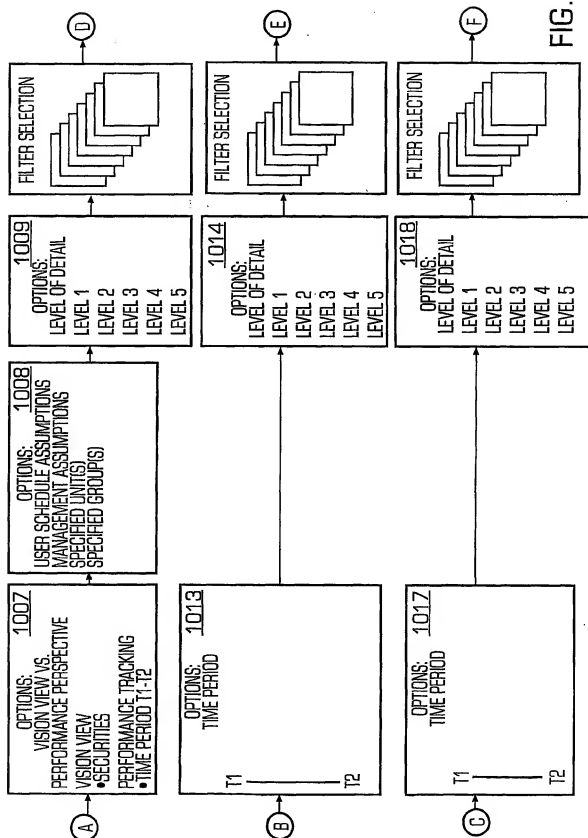 A
OPTIONS: 1007
VISION VIEW VS.
PERFORMANCE PERSPECTIVE
VISION VIEW
• SECURITIES
PERFORMANCE TRACKING
• TIME PERIOD T1-T2
OPTIONS: 1008
USER SCHEDULE ASSUMPTIONS
MANAGEMENT ASSUMPTIONS
SPECIFIED UNIT(S)
SPECIFIED GROUP(S)
OPTIONS: 1009
LEVEL OF DETAIL
LEVEL 1
LEVEL 2
LEVEL 3
LEVEL 4
LEVEL 5
FILTER SELECTION
D
B
OPTIONS: 1013
TIME PERIOD
T1
T2
OPTIONS: 1014
LEVEL OF DETAIL
LEVEL 1
LEVEL 2
LEVEL 3
LEVEL 4
LEVEL 5
FILTER SELECTION
E
C
OPTIONS: 1017
TIME PERIOD
T1
T2
OPTIONS: 1018
LEVEL OF DETAIL
LEVEL 1
LEVEL 2
LEVEL 3
LEVEL 4
LEVEL 5
FILTER SELECTION
F
FIG.